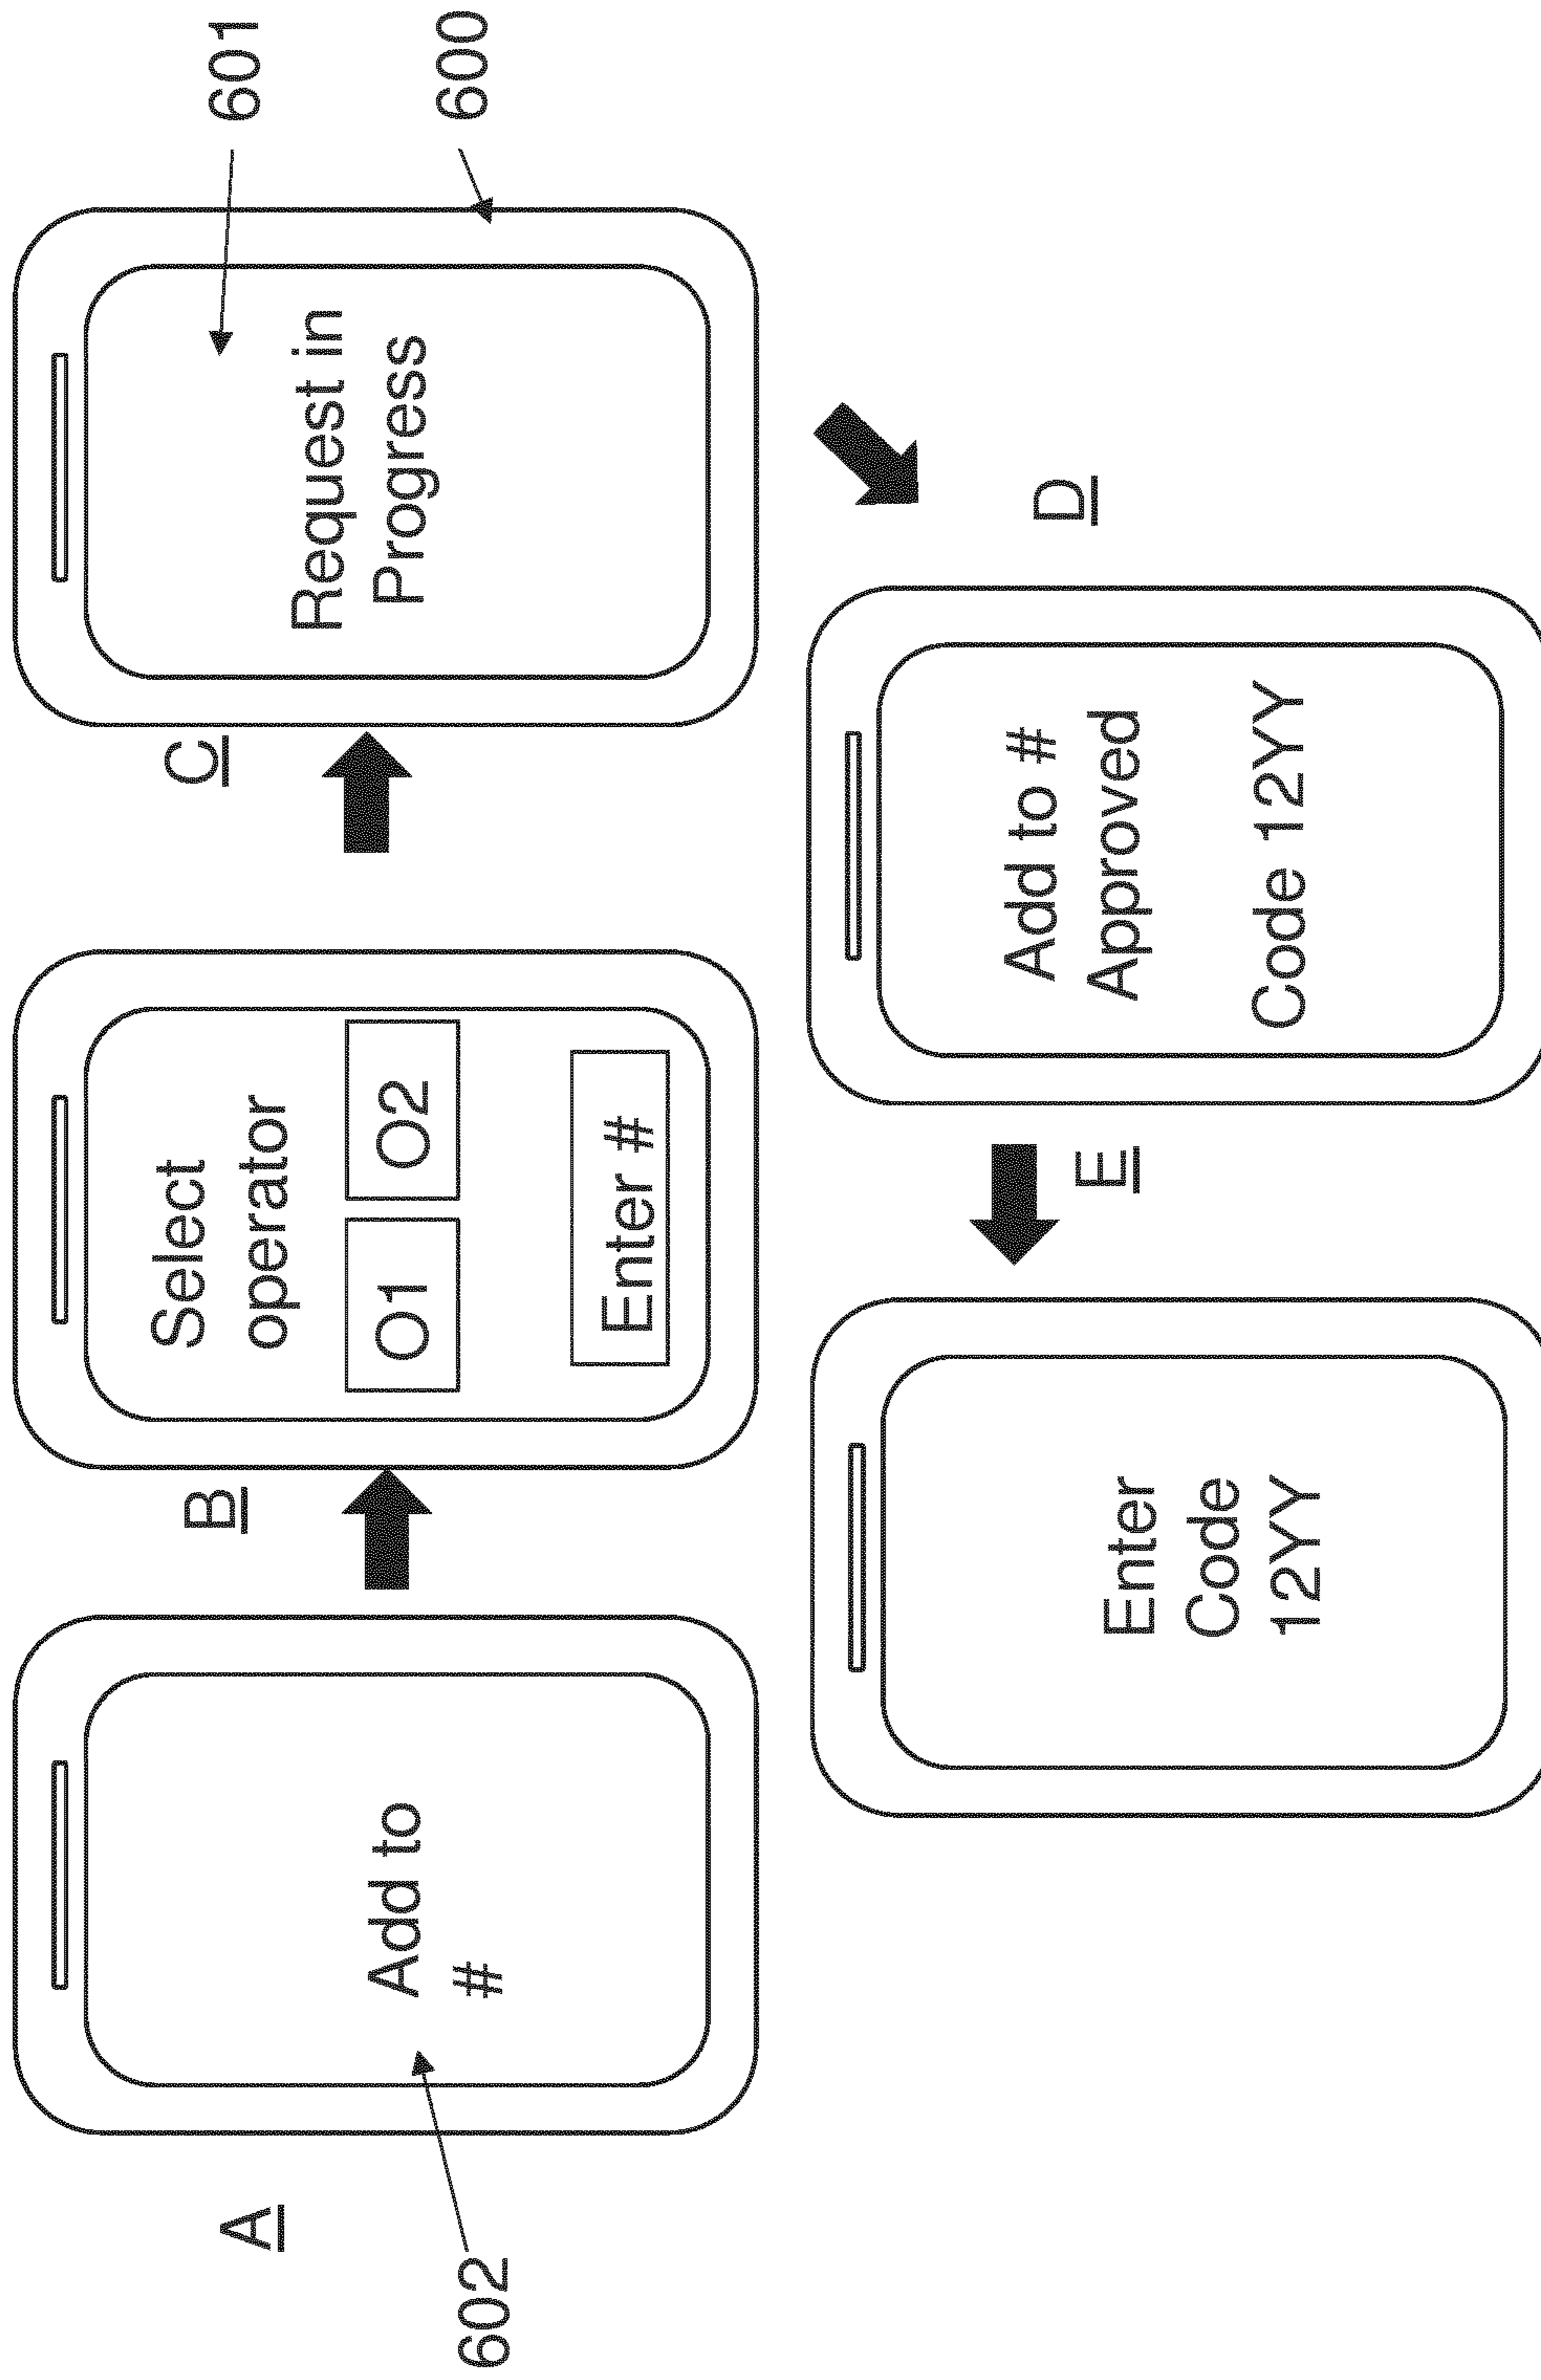 A
602
Add to
#
B
Select
operator
O1 O2
Enter #
C
Request in
Progress
601
600
D
Add to #
Approved
Code 12YY
E
Enter
Code
12YY